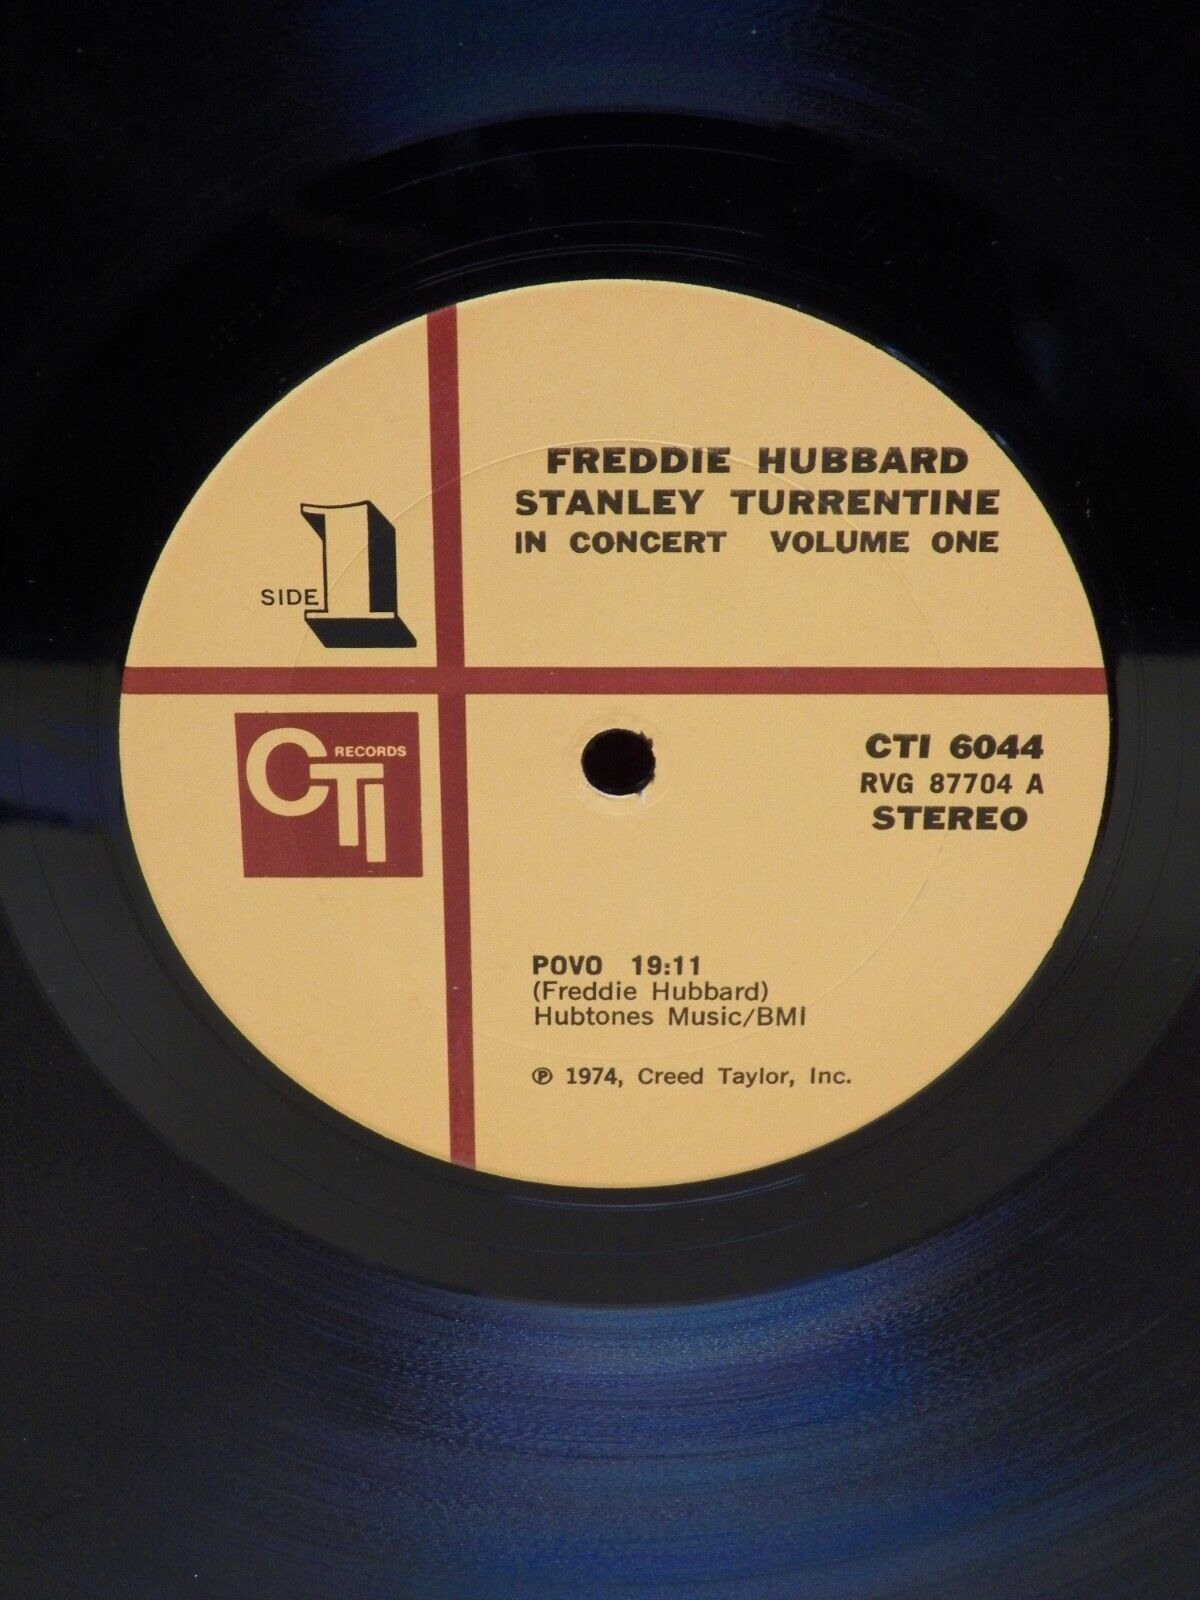 FREDDIE HUBBARD
STANLEY TURRENTINE
IN CONCERT VOLUME ONE
SIDE 1
CTI RECORDS
CTI 6044
RVG 87704 A
STEREO
POVO 19:11
(Freddie Hubbard)
Hubtones Music/BMI
℗ 1974, Creed Taylor, Inc.